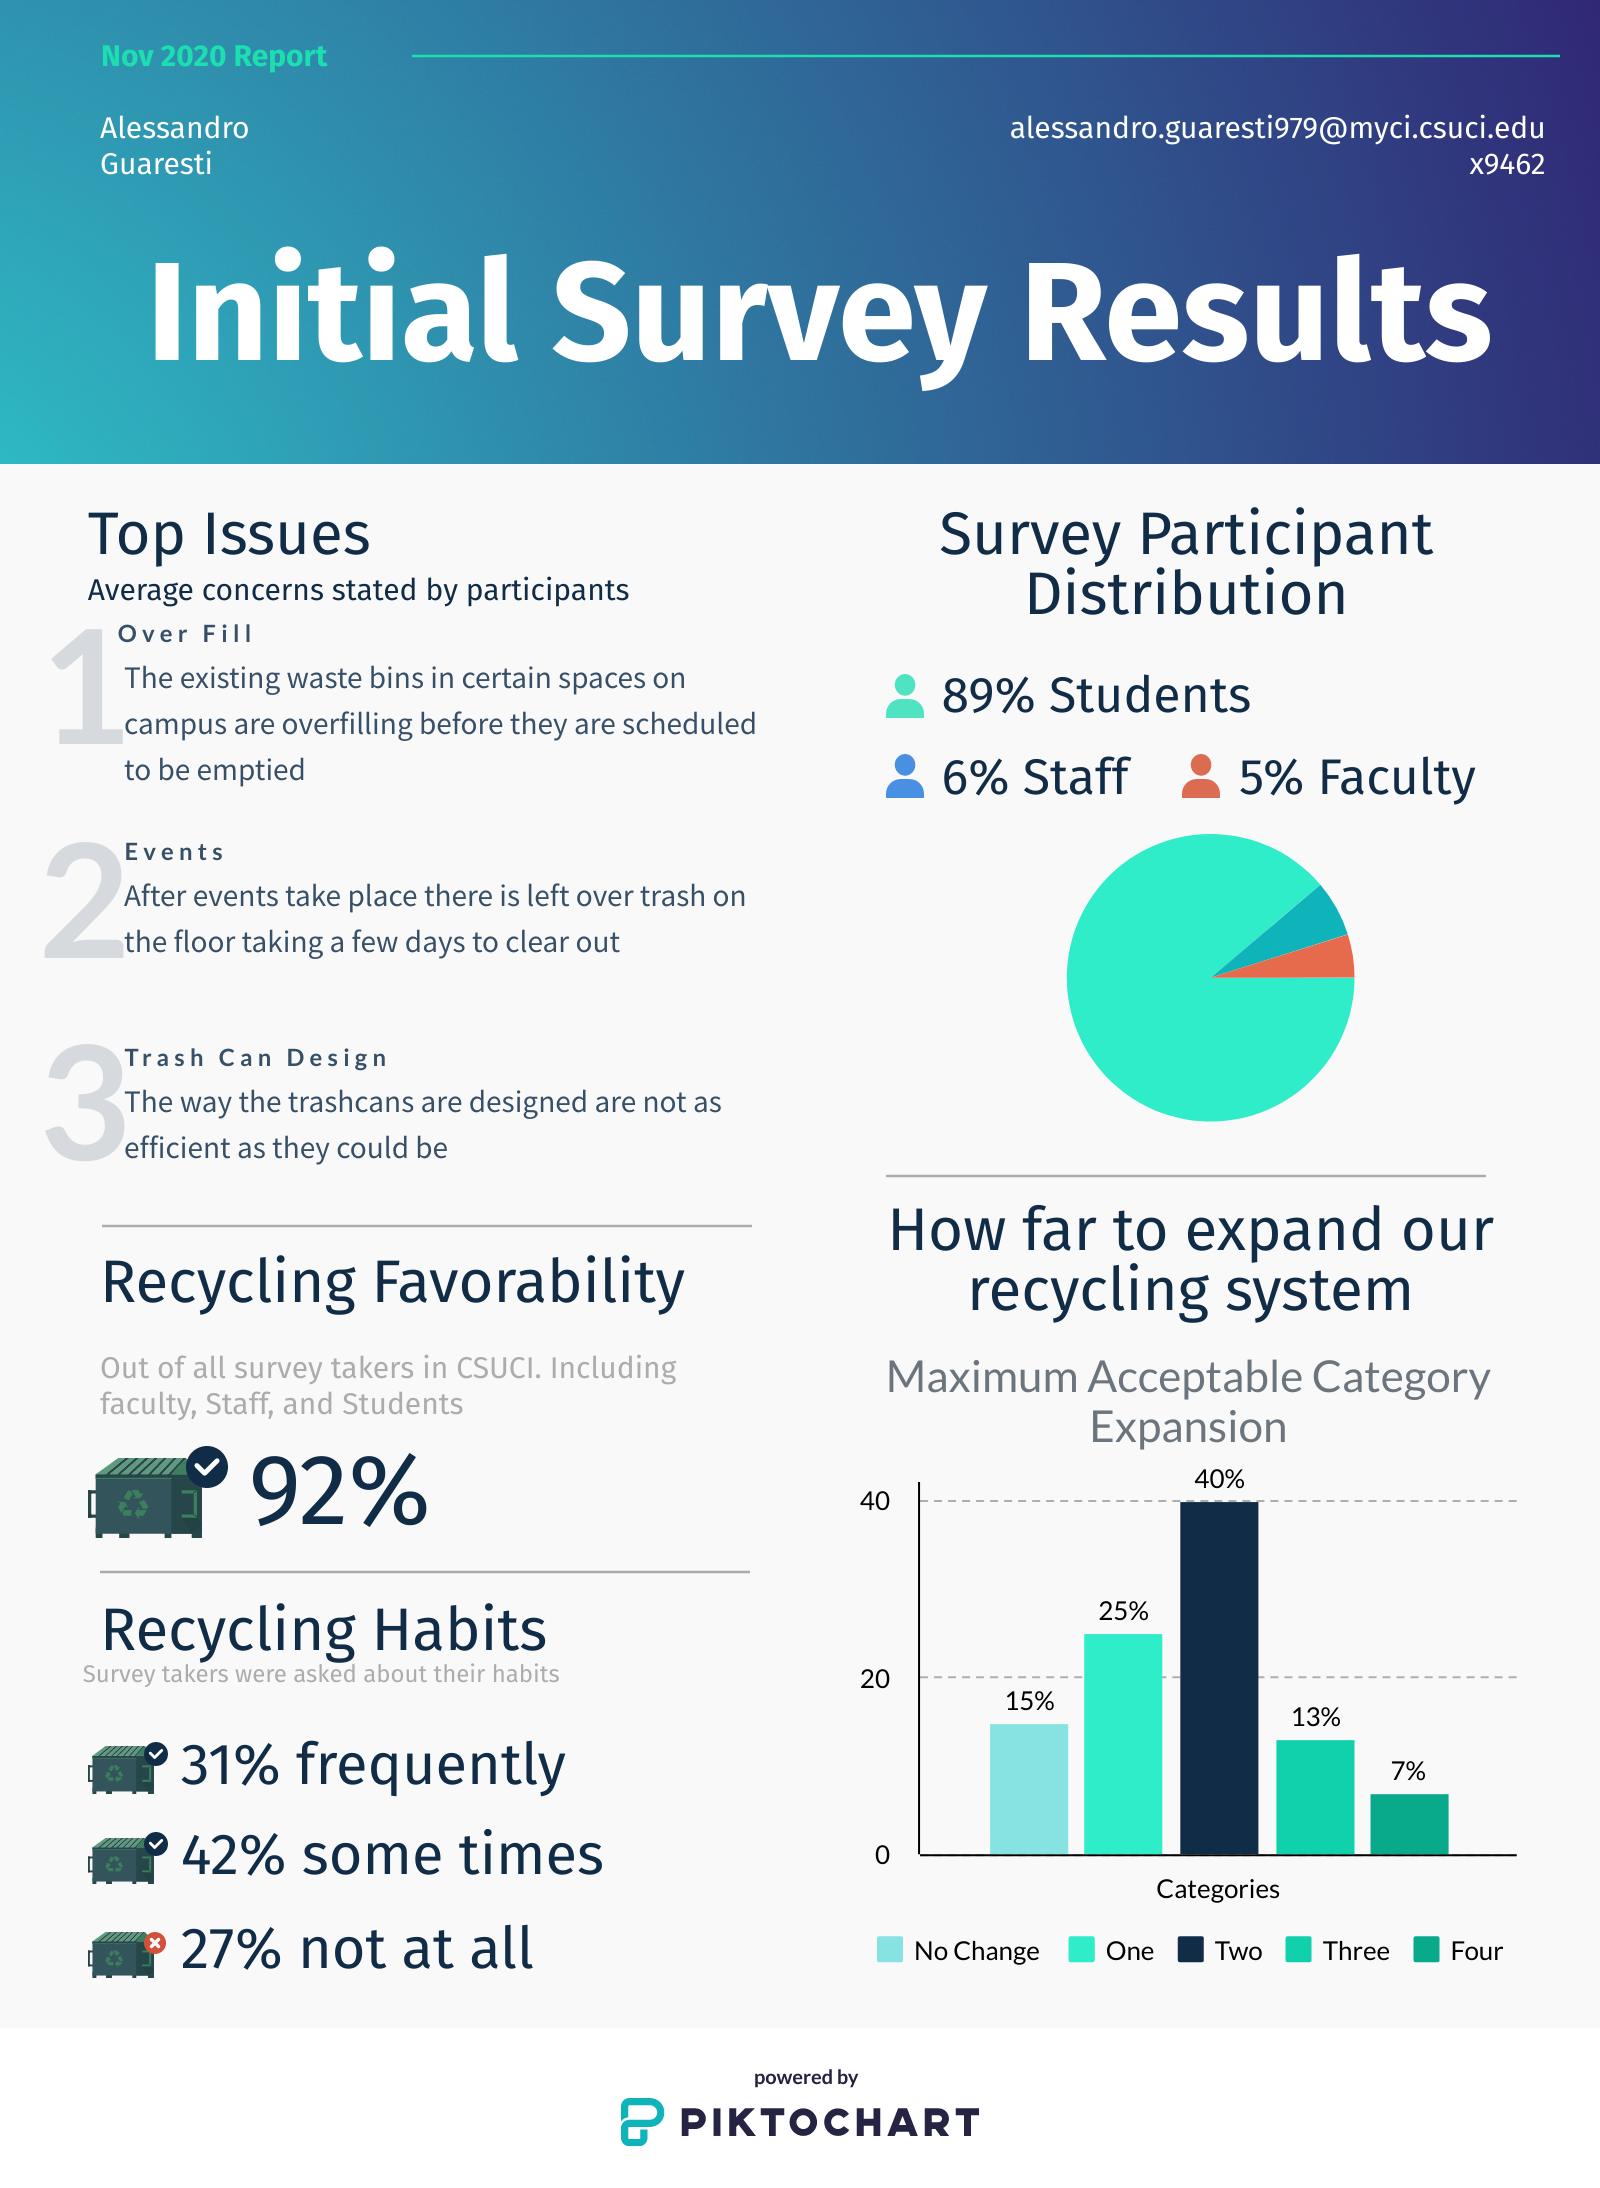 Nov 2020 Report
Alessandro
Guaresti
alessandro.guaresti979@myci.csuci.edu
x9462
Initial Survey Results
Top Issues
Average concerns stated by participants
1
Over Fill
The existing waste bins in certain spaces on
campus are overfilling before they are scheduled
to be emptied
2
Events
After events take place there is left over trash on
the floor taking a few days to clear out
3
Trash Can Design
The way the trashcans are designed are not as
efficient as they could be
Recycling Favorability
Out of all survey takers in CSUCI. Including
faculty, Staff, and Students
92%
Recycling Habits
Survey takers were asked about their habits
31% frequently
42% some times
27% not at all
Survey Participant
Distribution
89% Students
6% Staff
5% Faculty
How far to expand our
recycling system
Maximum Acceptable Category
Expansion
40
20
0
15%
25%
40%
13%
7%
Categories
No Change
One
Two
Three
Four
powered by
PIKTOCHART